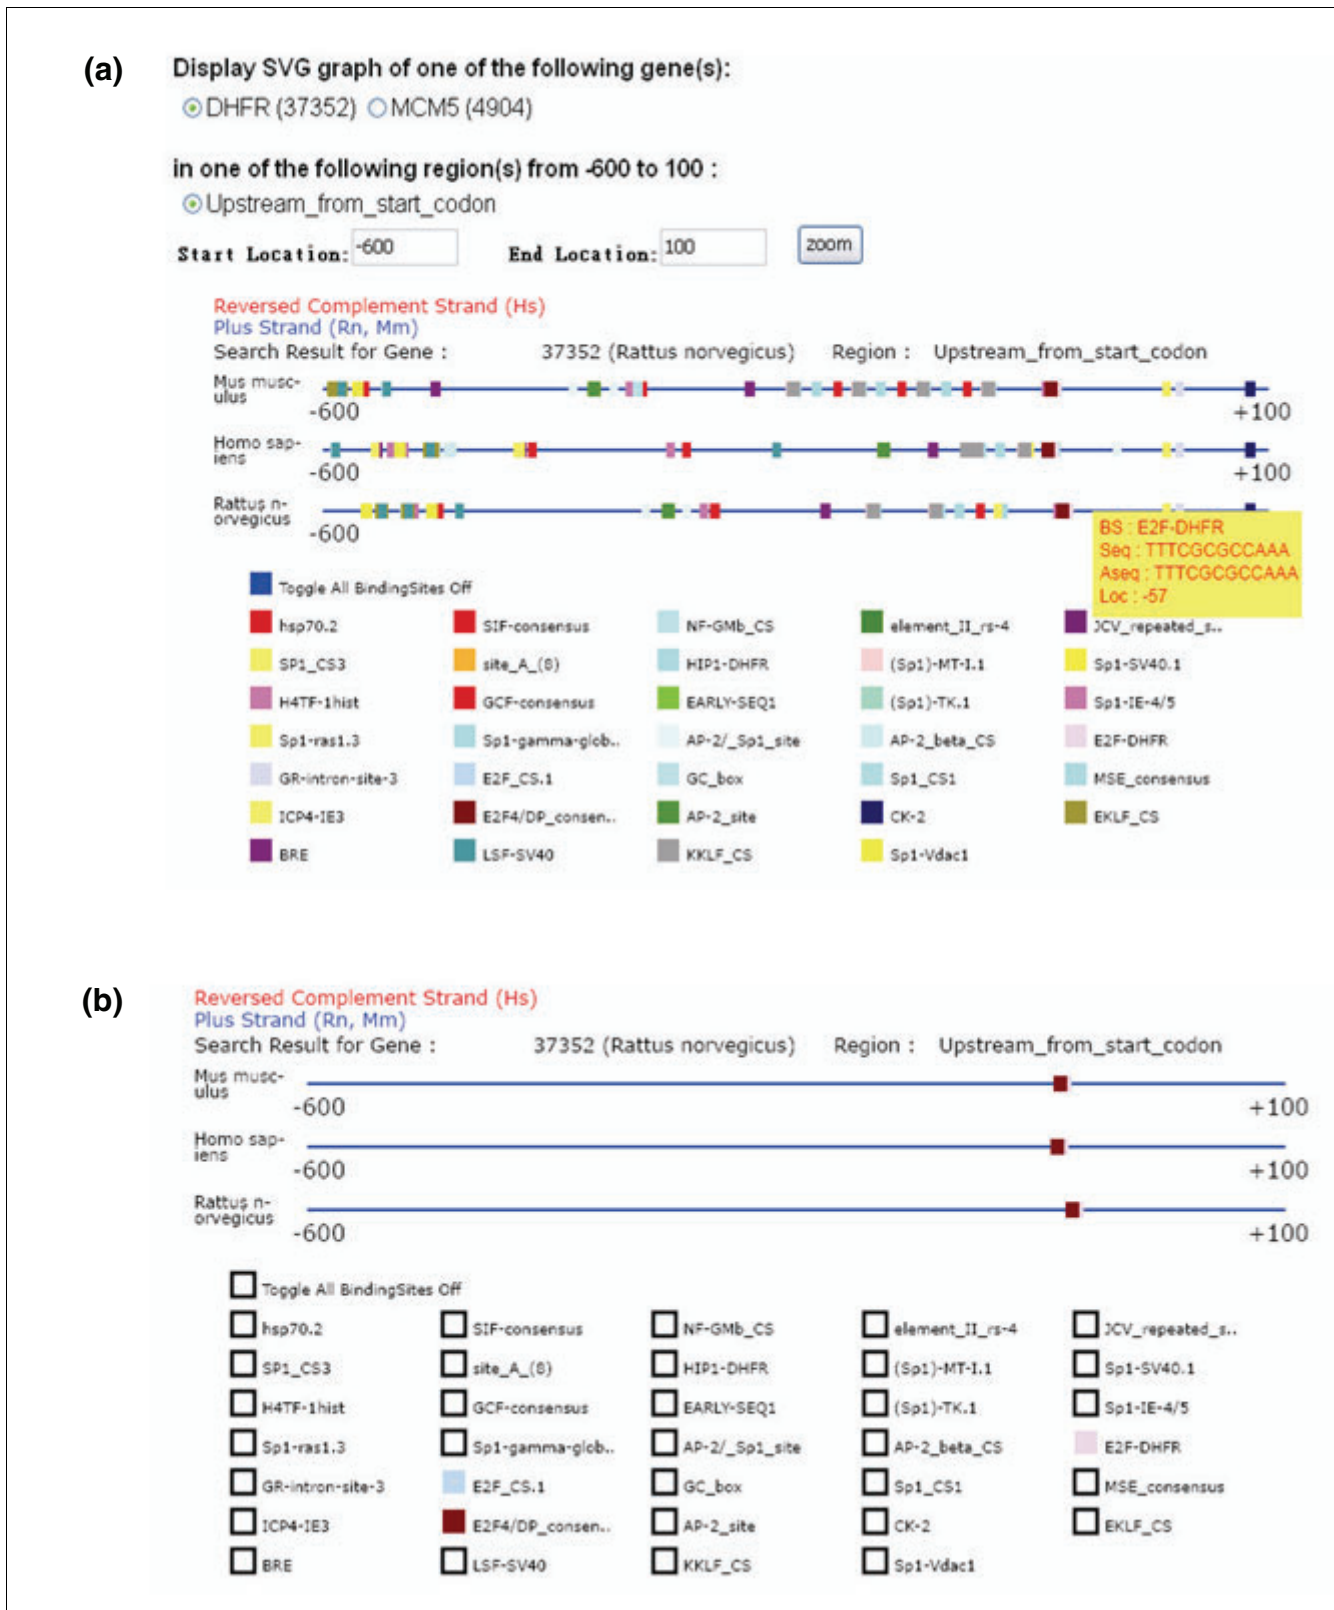 (a)
Display SVG graph of one of the following gene(s):
DHFR (37352) MCM5 (4904)
in one of the following region(s) from -600 to 100 :
Upstream_from_start_codon
Start Location: -600 End Location: 100 zoom
Reversed Complement Strand (Hs)
Plus Strand (Rn, Mm)
Search Result for Gene : 37352 (Rattus norvegicus) Region : Upstream_from_start_codon
Mus musc-
ulus
-600 +100
Homo sap-
iens
-600 +100
Rattus n-
orvegicus
-600
BS : E2F-DHFR
Seq : TTTCGCGCCAAA
Aseq : TTTCGCGCCAAA
Loc : -57
Toggle All BindingSites Off
hsp70.2 SIF-consensus NF-GMb_CS element_II_rs-4 JCV_repeated_s..
SP1_CS3 site_A_(8) HIP1-DHFR (Sp1)-MT-I.1 Sp1-SV40.1
H4TF-1hist GCF-consensus EARLY-SEQ1 (Sp1)-TK.1 Sp1-IE-4/5
Sp1-ras1.3 Sp1-gamma-glob.. AP-2/_Sp1_site AP-2_beta_CS E2F-DHFR
GR-intron-site-3 E2F_CS.1 GC_box Sp1_CS1 MSE_consensus
ICP4-IE3 E2F4/DP_consen.. AP-2_site CK-2 EKLF_CS
BRE LSF-SV40 KKLF_CS Sp1-Vdac1
(b)
Reversed Complement Strand (Hs)
Plus Strand (Rn, Mm)
Search Result for Gene : 37352 (Rattus norvegicus) Region : Upstream_from_start_codon
Mus musc-
ulus
-600 +100
Homo sap-
iens
-600 +100
Rattus n-
orvegicus
-600 +100
Toggle All BindingSites Off
hsp70.2 SIF-consensus NF-GMb_CS element_II_rs-4 JCV_repeated_s..
SP1_CS3 site_A_(8) HIP1-DHFR (Sp1)-MT-I.1 Sp1-SV40.1
H4TF-1hist GCF-consensus EARLY-SEQ1 (Sp1)-TK.1 Sp1-IE-4/5
Sp1-ras1.3 Sp1-gamma-glob.. AP-2/_Sp1_site AP-2_beta_CS E2F-DHFR
GR-intron-site-3 E2F_CS.1 GC_box Sp1_CS1 MSE_consensus
ICP4-IE3 E2F4/DP_consen.. AP-2_site CK-2 EKLF_CS
BRE LSF-SV40 KKLF_CS Sp1-Vdac1